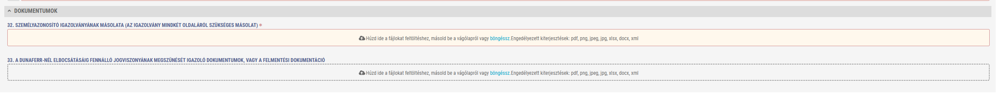 DOKUMENTUMOK
32. SZEMÉLYAZONOSÍTÓ IGAZOLVÁNYÁNAK MÁSOLATA (AZ IGAZOLVÁNY MINDKÉT OLDALÁRÓL SZÜKSÉGES MÁSOLAT) *
Húzd ide a fájlokat feltöltéshez, másold be a vágólapról vagy böngéssz.Engedélyezett kiterjesztések: pdf, png, jpeg, jpg, xlsx, docx, xml
33. A DUNAFERR-NÉL ELBOCSÁTÁSÁIG FENNÁLLÓ JOGVISZONYÁNAK MEGSZŰNÉSÉT IGAZOLÓ DOKUMENTUMOK, VAGY A FELMENTÉSI DOKUMENTÁCIÓ
Húzd ide a fájlokat feltöltéshez, másold be a vágólapról vagy böngéssz.Engedélyezett kiterjesztések: pdf, png, jpeg, jpg, xlsx, docx, xml